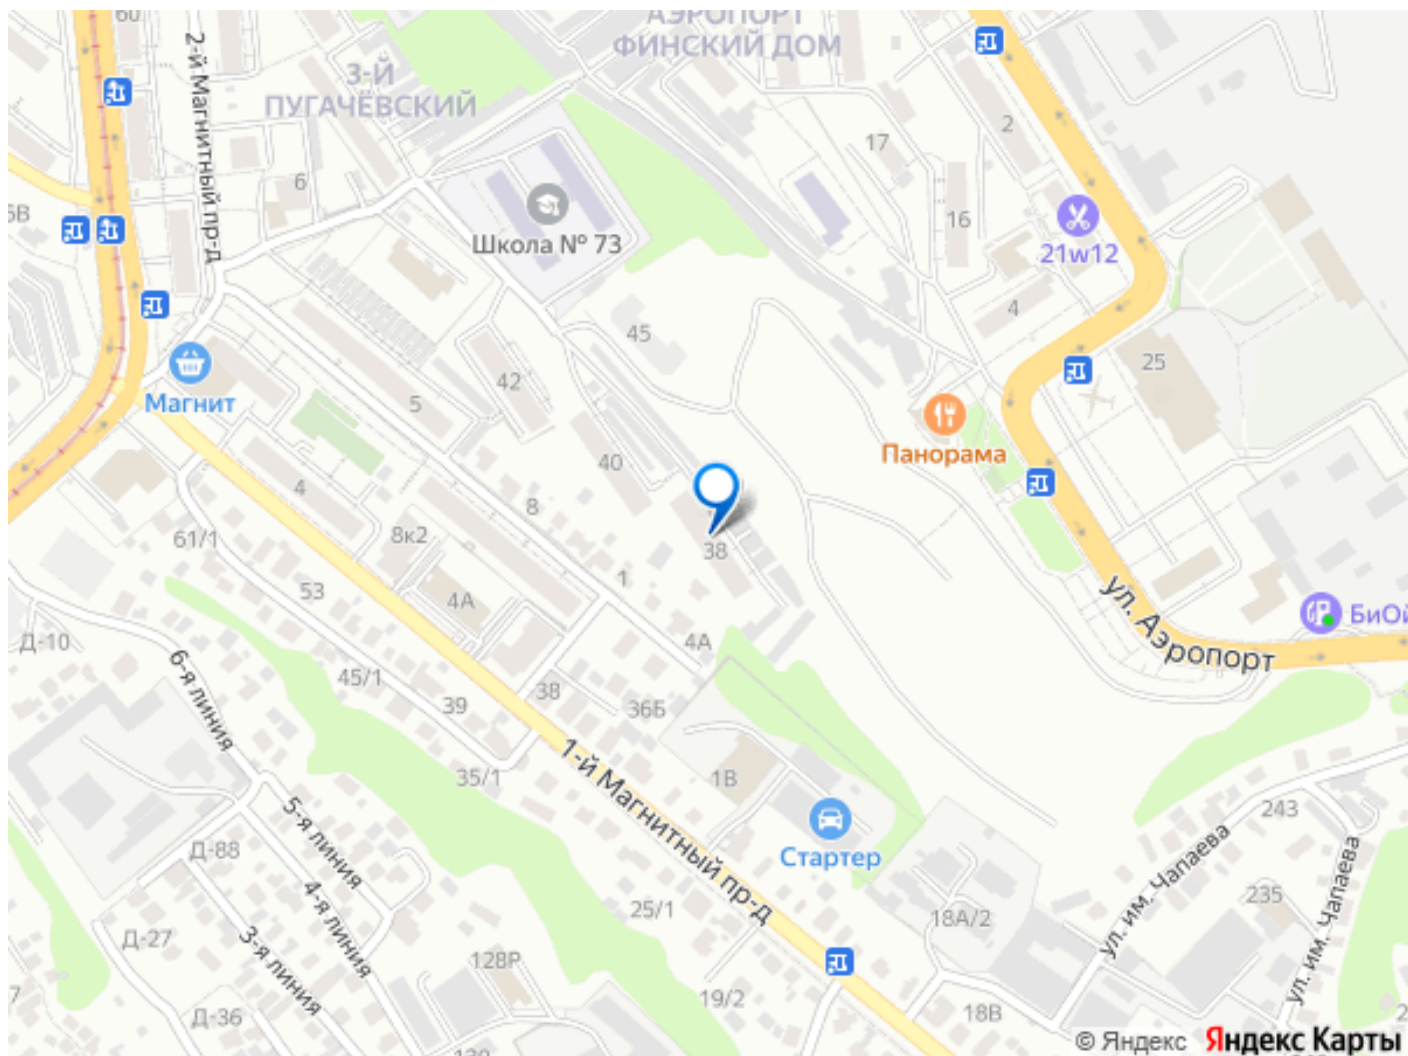 60
АЭРОПОРТ
ФИНСКИЙ ДОМ
2-й Магнитный пр-д
3-Й
ПУГАЧЁВСКИЙ
2
17
6
16
Школа № 73
21w12
4
45
25
42
Магнит
5
Панорама
40
4
8
61/1
8к2
38
1
53
4А
ул. Аэропорт
БиОй
Д-10
4А
45/1
38
39
36Б
6-я линия
35/1
1В
1-й Магнитный пр-д
243
5-я линия
Стартер
ул. им. Чапаева
Д-88
4-я линия
235
25/1
18А/2
ул. им. Чапаева
Д-27
3-я линия
128Р
19/2
Д-36
18В
© Яндекс Яндекс Карты